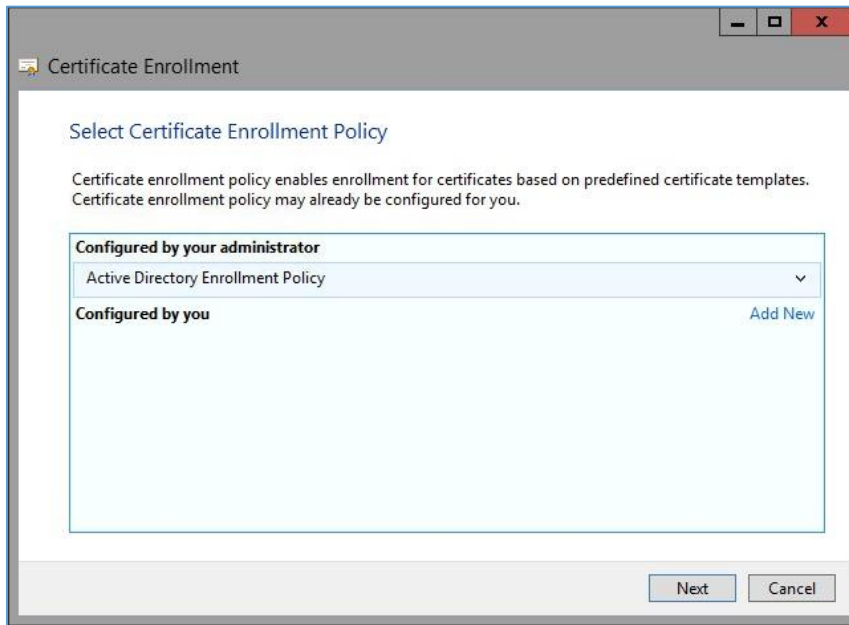 Certificate Enrollment
Select Certificate Enrollment Policy
Certificate enrollment policy enables enrollment for certificates based on predefined certificate templates.
Certificate enrollment policy may already be configured for you.
Configured by your administrator
Active Directory Enrollment Policy
Configured by you Add New
Next Cancel